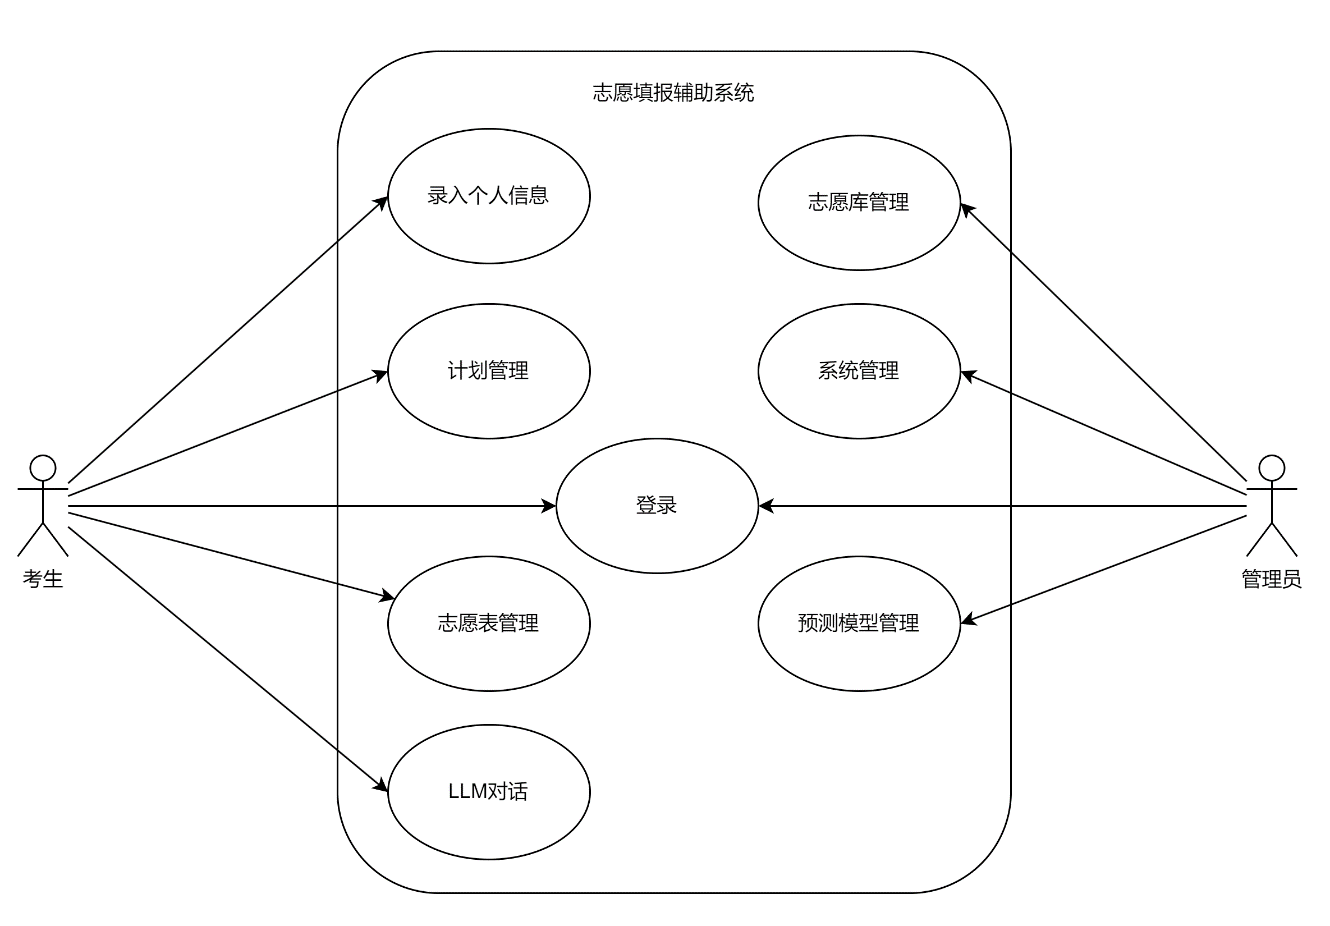 志愿填报辅助系统
录入个人信息
志愿库管理
计划管理
系统管理
登录
考生
管理员
志愿表管理
预测模型管理
LLM对话